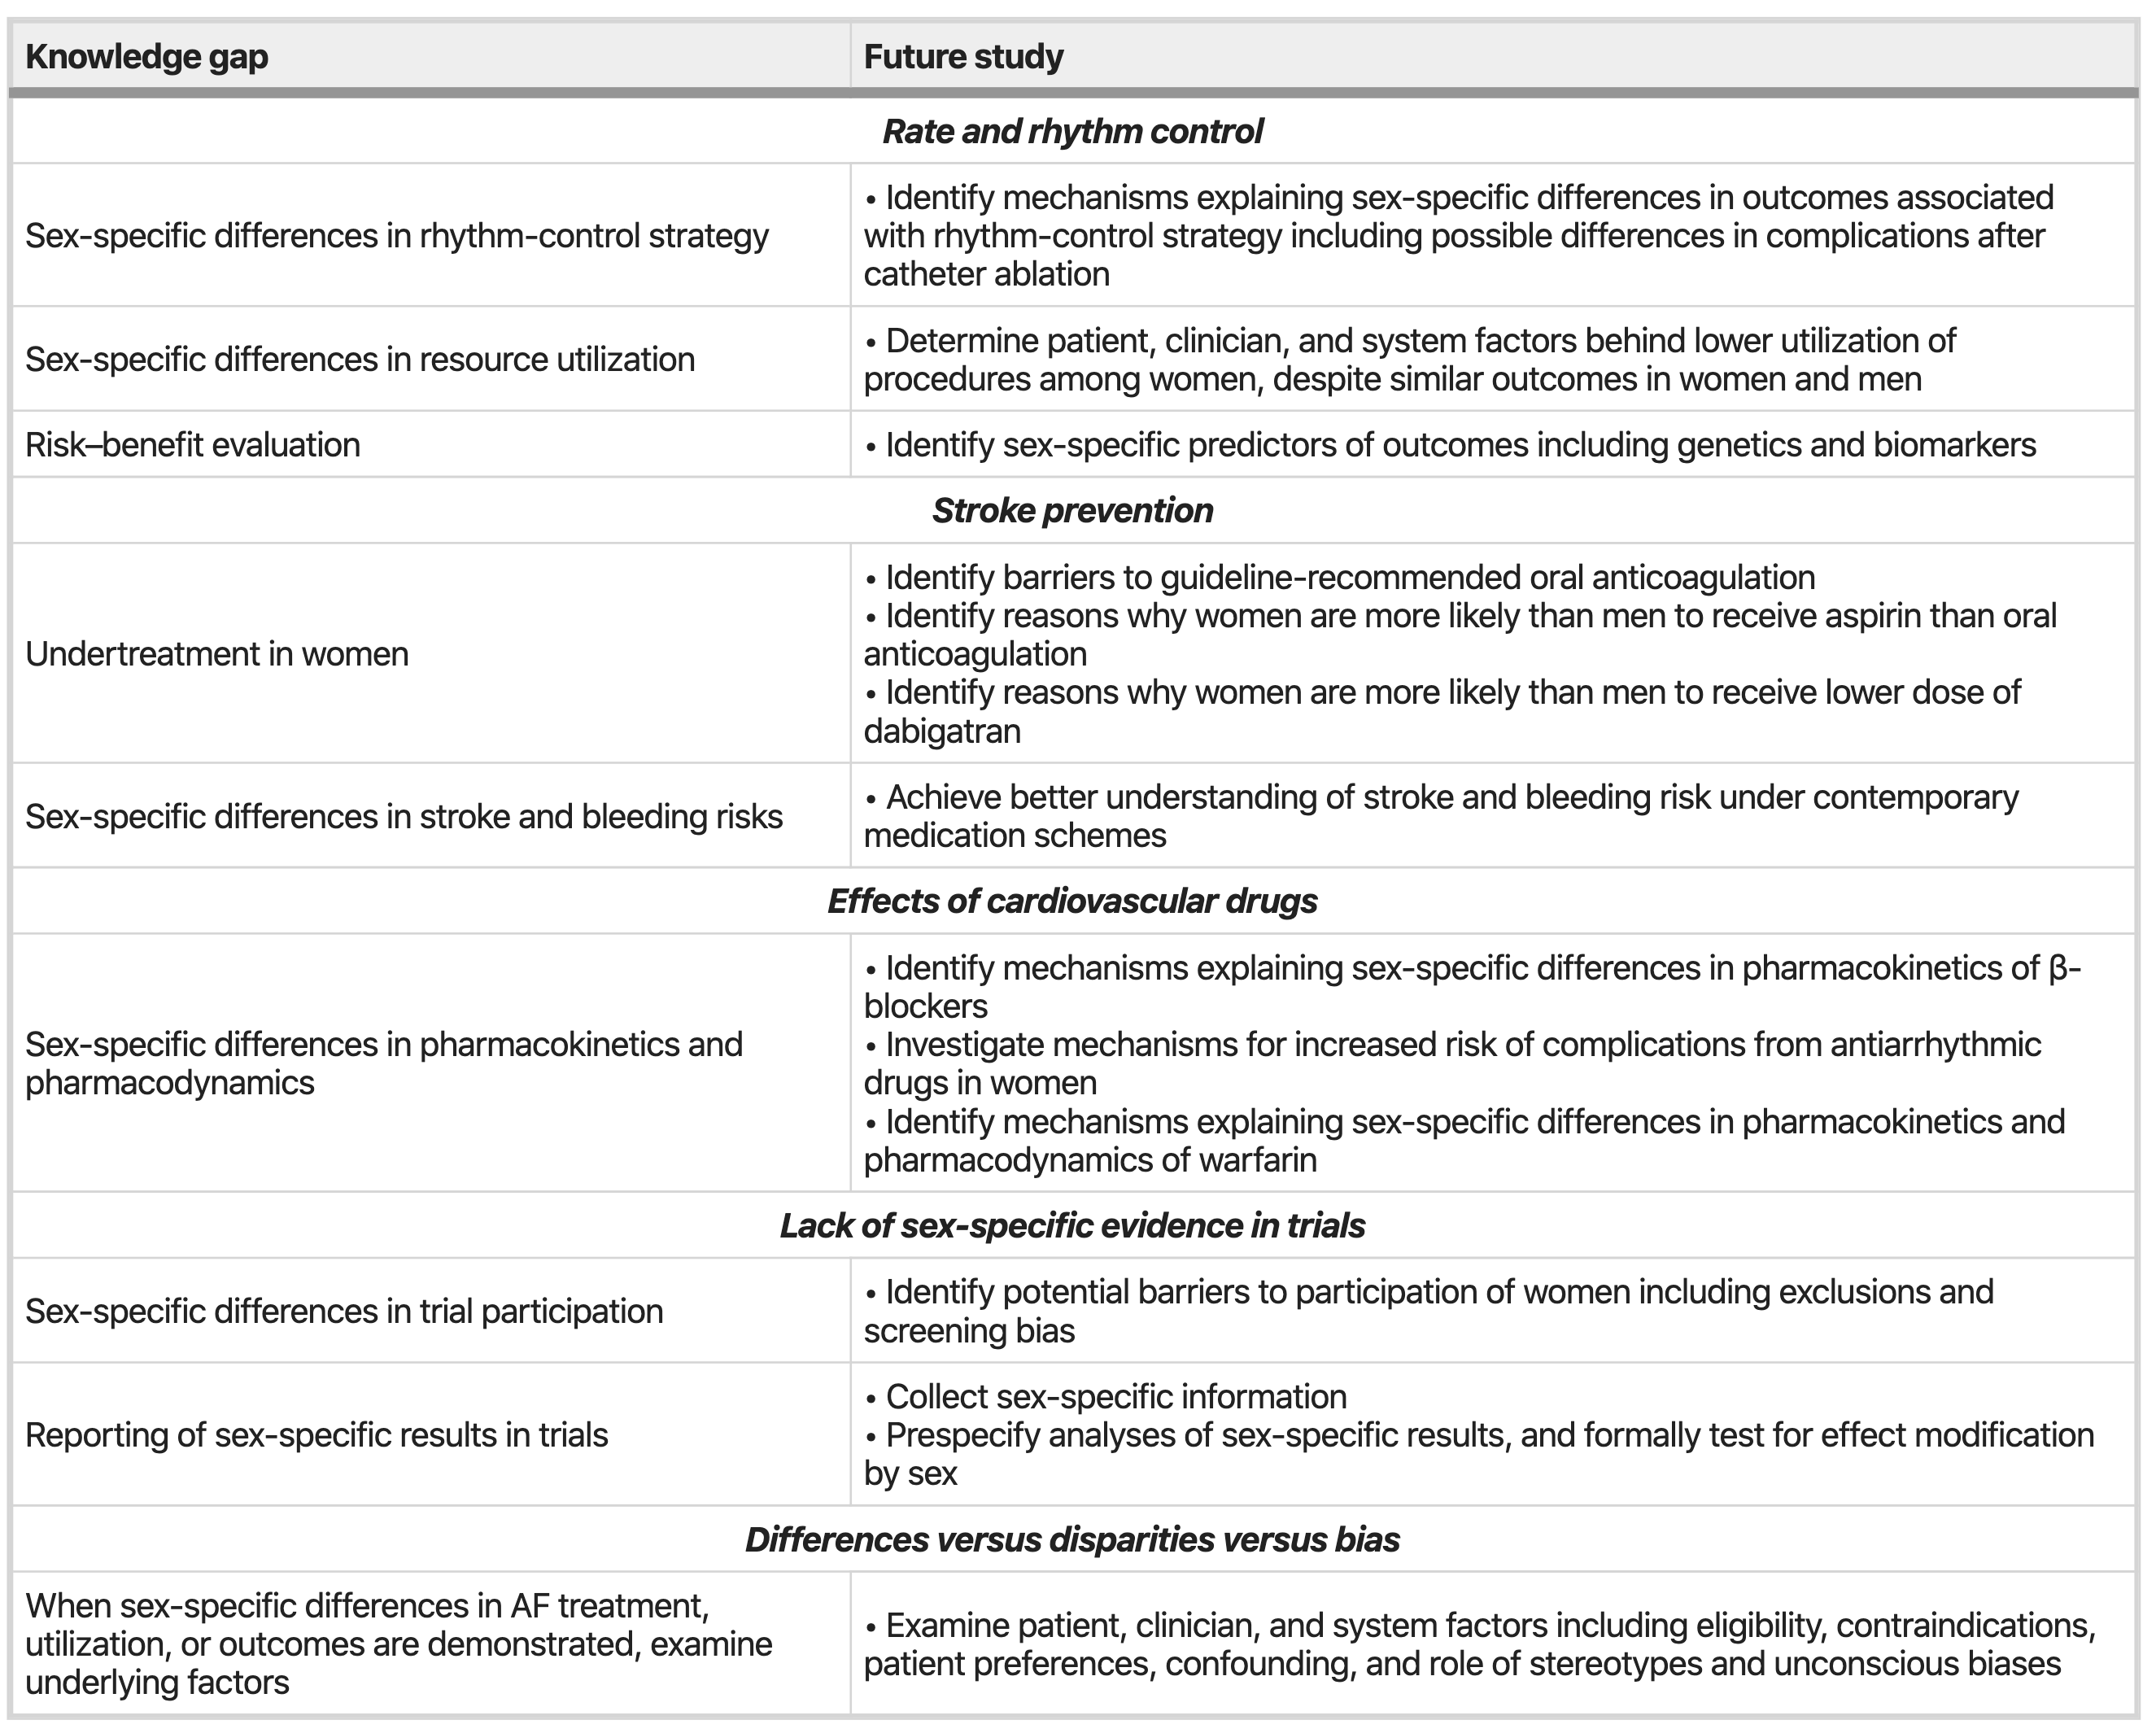 Knowledge gap
Future study
Rate and rhythm control
Sex-specific differences in rhythm-control strategy
• Identify mechanisms explaining sex-specific differences in outcomes associated
with rhythm-control strategy including possible differences in complications after
catheter ablation
Sex-specific differences in resource utilization
• Determine patient, clinician, and system factors behind lower utilization of
procedures among women, despite similar outcomes in women and men
Risk–benefit evaluation
• Identify sex-specific predictors of outcomes including genetics and biomarkers
Stroke prevention
Undertreatment in women
• Identify barriers to guideline-recommended oral anticoagulation
• Identify reasons why women are more likely than men to receive aspirin than oral
anticoagulation
• Identify reasons why women are more likely than men to receive lower dose of
dabigatran
Sex-specific differences in stroke and bleeding risks
• Achieve better understanding of stroke and bleeding risk under contemporary
medication schemes
Effects of cardiovascular drugs
Sex-specific differences in pharmacokinetics and
pharmacodynamics
• Identify mechanisms explaining sex-specific differences in pharmacokinetics of β-
blockers
• Investigate mechanisms for increased risk of complications from antiarrhythmic
drugs in women
• Identify mechanisms explaining sex-specific differences in pharmacokinetics and
pharmacodynamics of warfarin
Lack of sex-specific evidence in trials
Sex-specific differences in trial participation
• Identify potential barriers to participation of women including exclusions and
screening bias
Reporting of sex-specific results in trials
• Collect sex-specific information
• Prespecify analyses of sex-specific results, and formally test for effect modification
by sex
Differences versus disparities versus bias
When sex-specific differences in AF treatment,
utilization, or outcomes are demonstrated, examine
underlying factors
• Examine patient, clinician, and system factors including eligibility, contraindications,
patient preferences, confounding, and role of stereotypes and unconscious biases